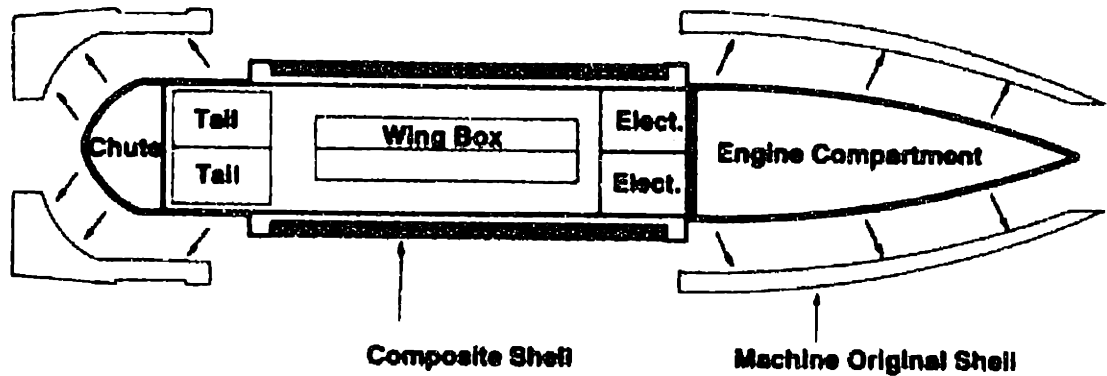 Tail
Wing Box
Elect.
Chute
Engine Compartment
Tail
Elect.
Composite Shell
Machine Original Shell